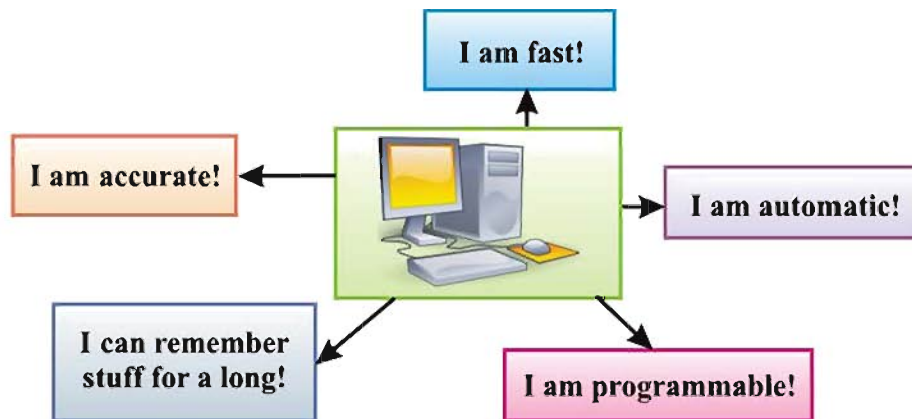 I am fast!
I am accurate!
I am automatic!
I can remember
stuff for a long!
I am programmable!